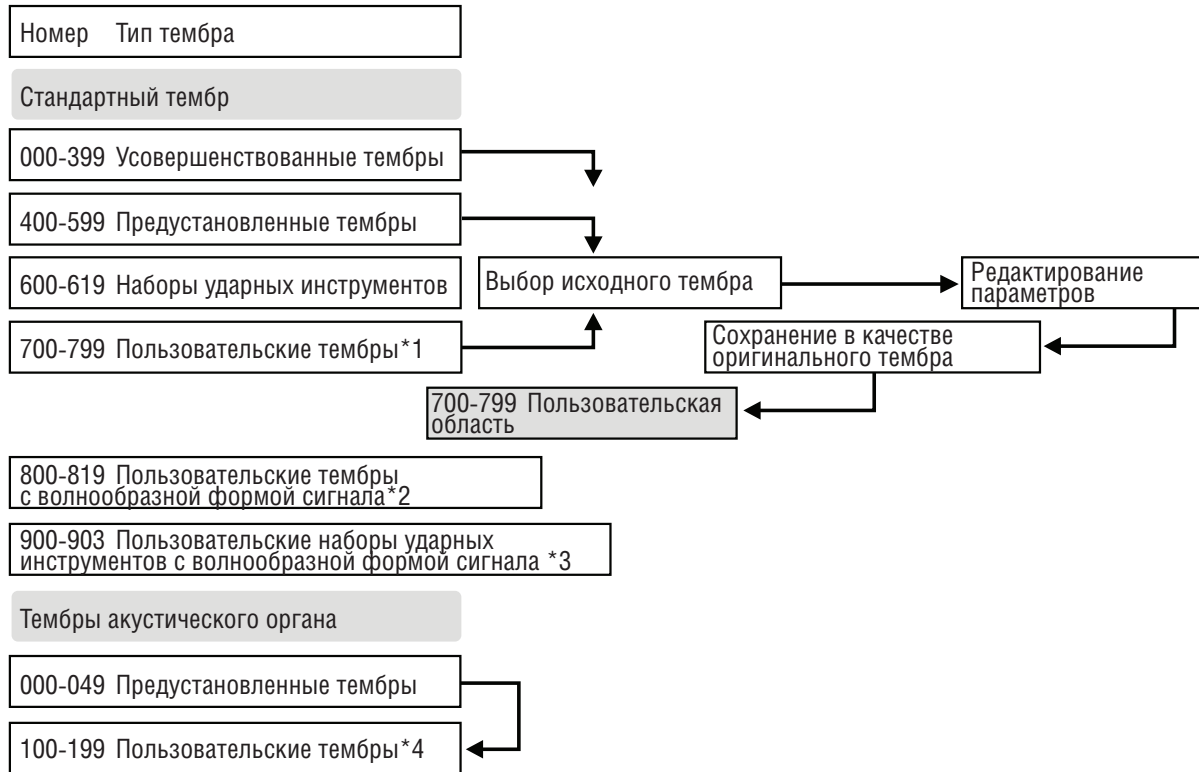 Номер Тип тембра
Стандартный тембр
000-399 Усовершенствованные тембры
400-599 Предустановленные тембры
600-619 Наборы ударных инструментов
Выбор исходного тембра
Редактирование
параметров
700-799 Пользовательские тембры*1
Сохранение в качестве
оригинального тембра
700-799 Пользовательская
область
800-819 Пользовательские тембры
с волнообразной формой сигнала*2
900-903 Пользовательские наборы ударных
инструментов с волнообразной формой сигнала *3
Тембры акустического органа
000-049 Предустановленные тембры
100-199 Пользовательские тембры*4